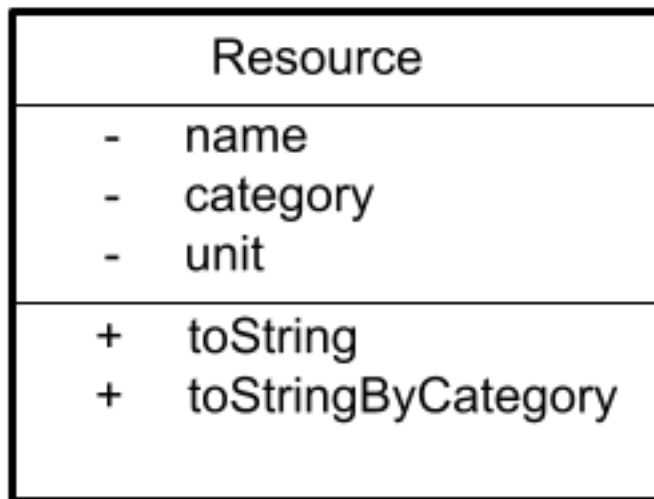 Resource
- name
- category
- unit
+ toString
+ toStringByCategory